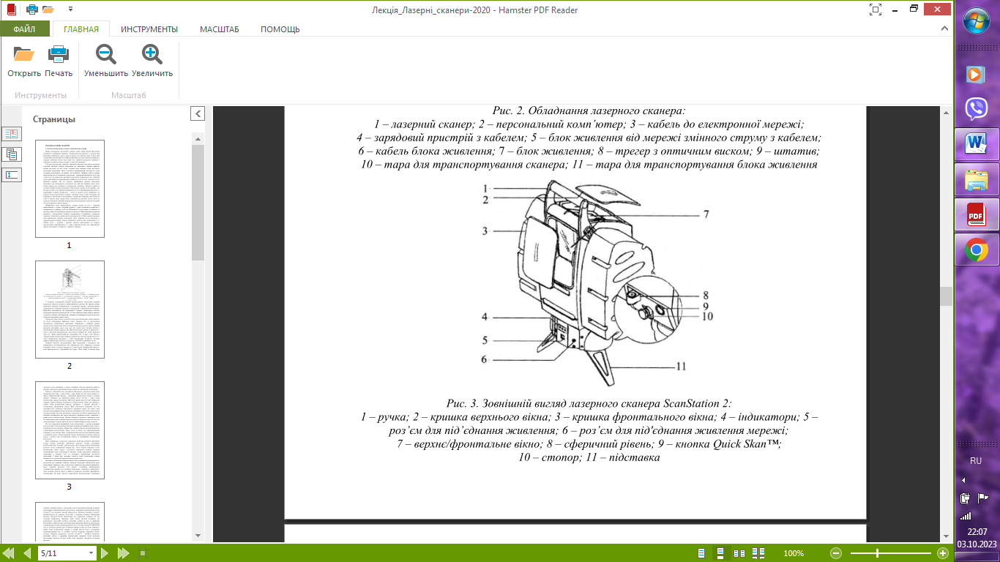 Лекція_Лазерні_сканери-2020 - Hamster PDF Reader
ФАЙЛ ГЛАВНАЯ ИНСТРУМЕНТЫ МАСШТАБ ПОМОЩЬ
Открыть Печать Уменьшить Увеличить
Инструменты Масштаб
Страницы
1
2
3
Рис. 2. Обладнання лазерного сканера:
1 – лазерний сканер; 2 – персональний комп’ютер; 3 – кабель до електронної мережі;
4 – зарядовий пристрій з кабелем; 5 – блок живлення від мережі змінного струму з кабелем;
6 – кабель блока живлення; 7 – блок живлення; 8 – трегер з оптичним виском; 9 – штатив;
10 – шафа для транспортування сканера; 11 – шафа для транспортування блока живлення
1
2
3
4
5
6
7
8
9
10
11
Рис. 3. Зовнішній вигляд лазерного сканера ScanStation 2:
1 – ручка; 2 – кришка верхнього вікна; 3 – кришка фронтального вікна; 4 – індикатори; 5 –
роз’єми для під’єднання живлення; 6 – роз’єм для під’єднання кабелю мережі;
7 – верхнє/фронтальне вікно; 8 – круглий рівень; 9 – кнопка Quick Skan™;
10 – стопор; 11 – поставка
5/11
100%
W
PDF
RU
22:07
03.10.2023